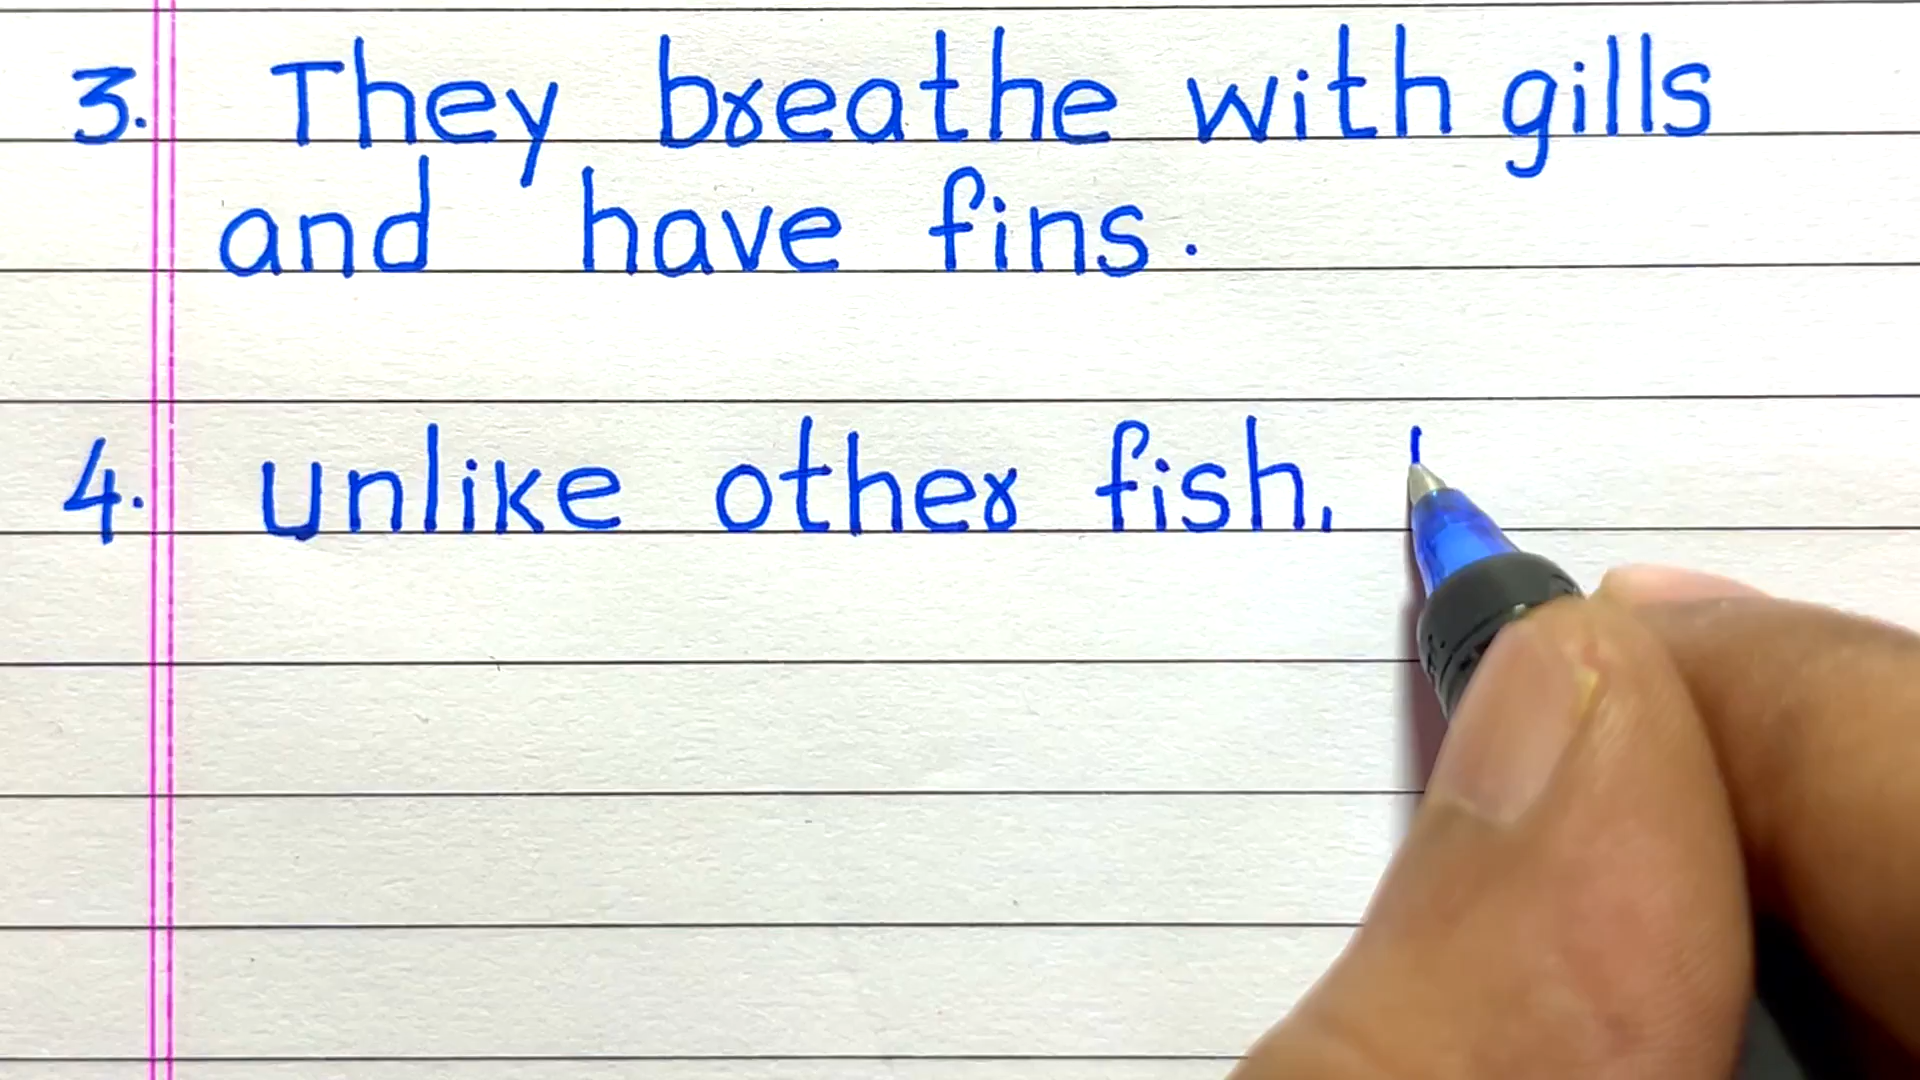 3. They breathe with gills
and have fins.
4. unlike other fish,